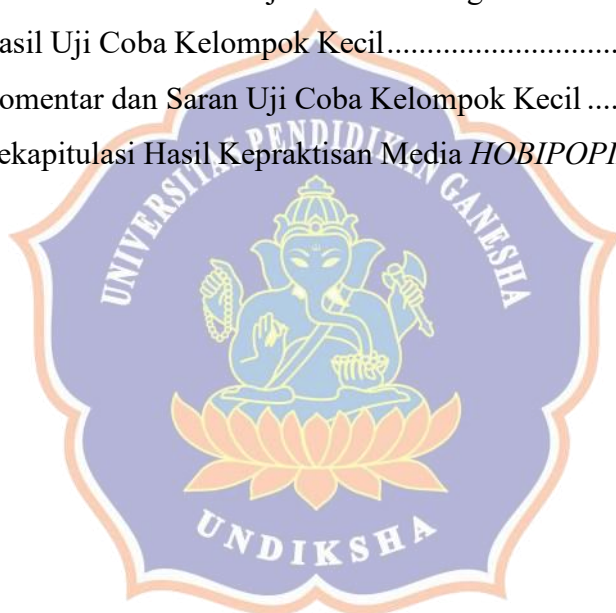 asil Uji Coba Kelompok Kecil
omentar dan Saran Uji Coba Kelompok Kecil
ekapitulasi Hasil Kepraktisan Media HOBIPOPI
UNIVERSITAS PENDIDIKAN GANESHA
UNDIKSHA